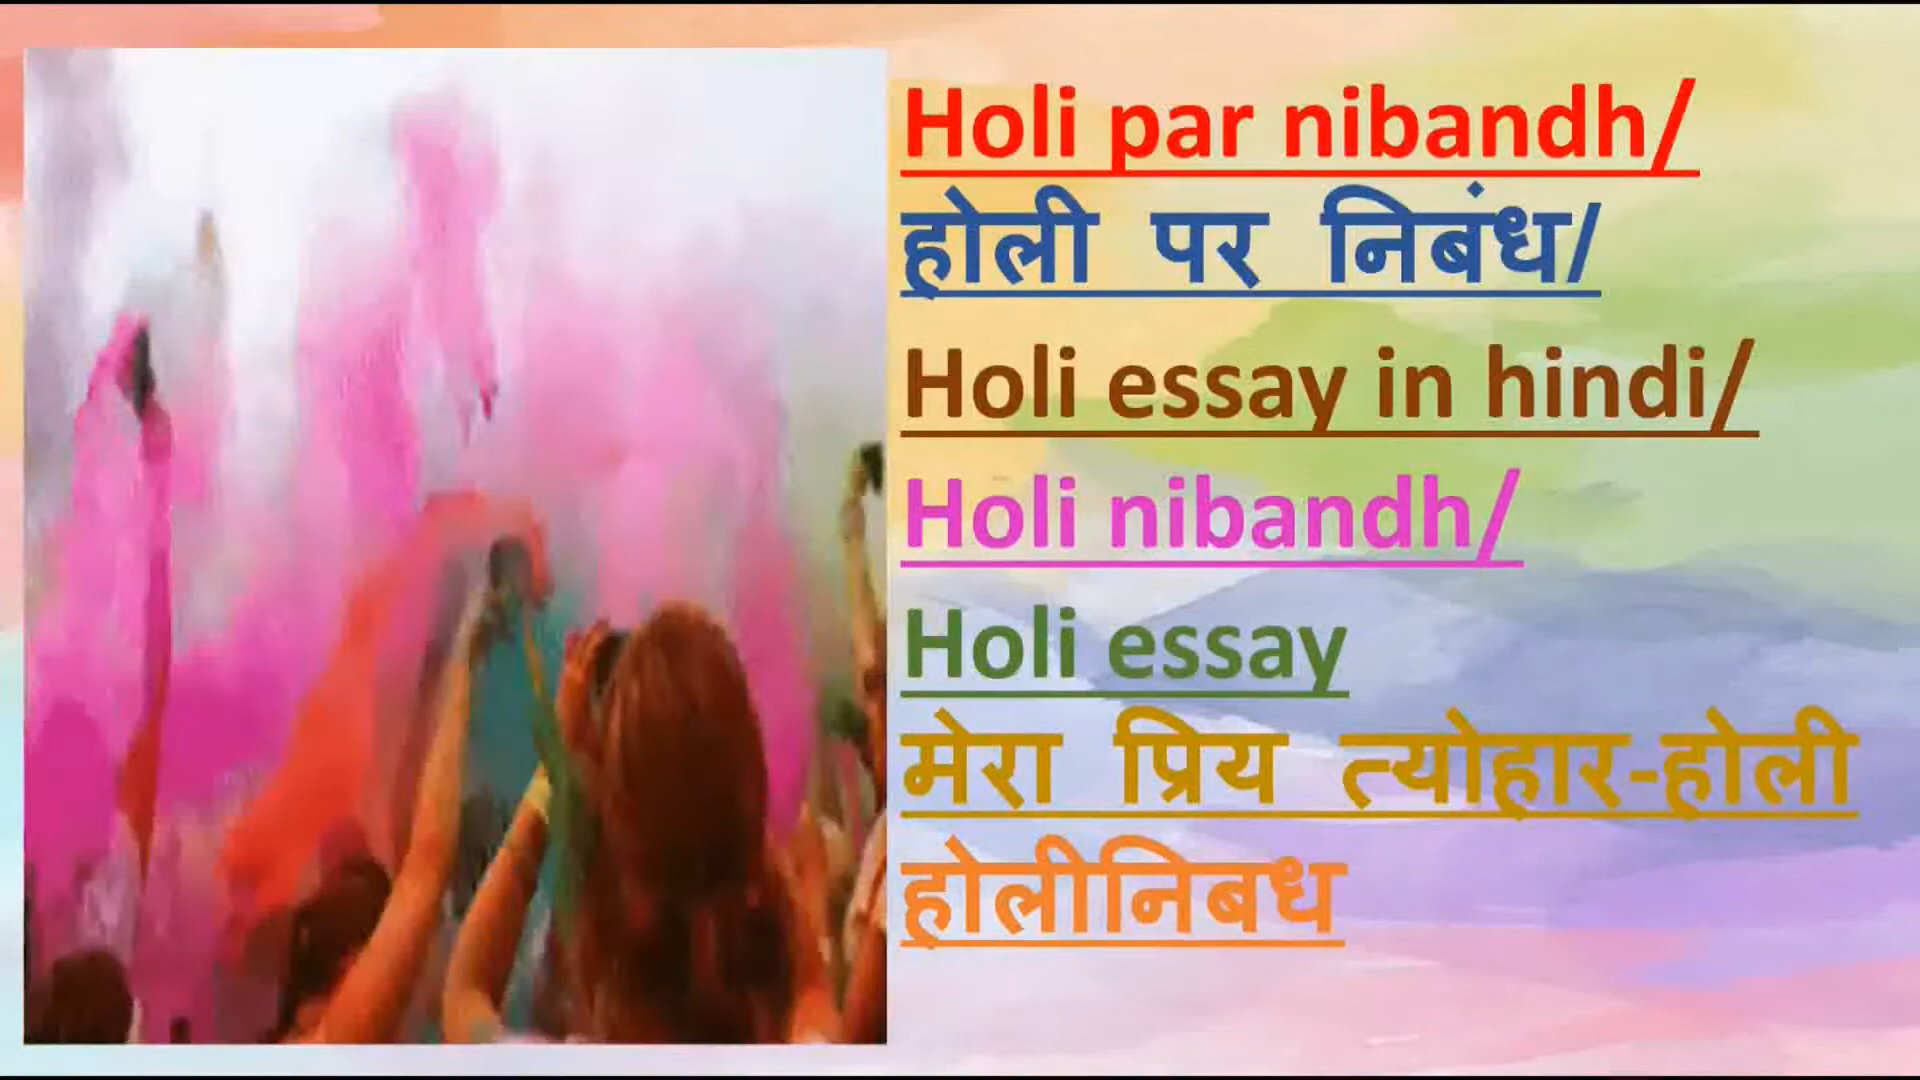 Holi par nibandh/
होली पर निबंध/
Holi essay in hindi/
Holi nibandh/
Holi essay
मेरा प्रिय त्योहार-होली
होलीनिबध